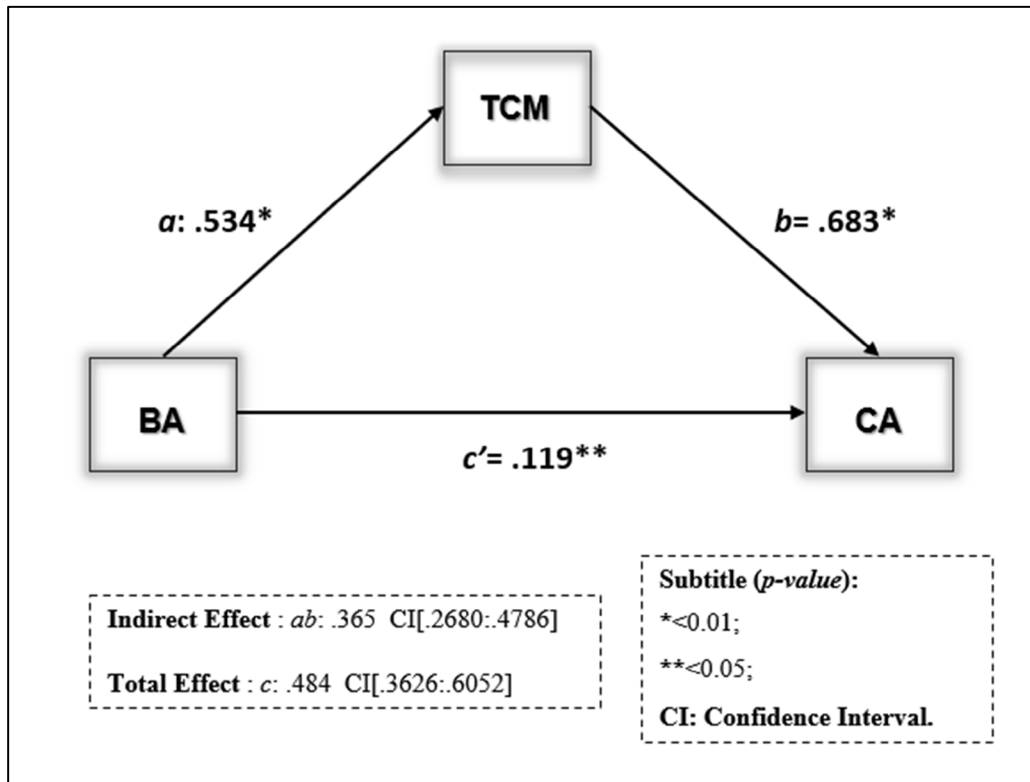 TCM
a: .534*
b= .683*
BA
CA
c’= .119**
Indirect Effect : ab: .365 CI[.2680:.4786]
Total Effect : c: .484 CI[.3626:.6052]
Subtitle (p-value):
*<0.01;
**<0.05;
CI: Confidence Interval.